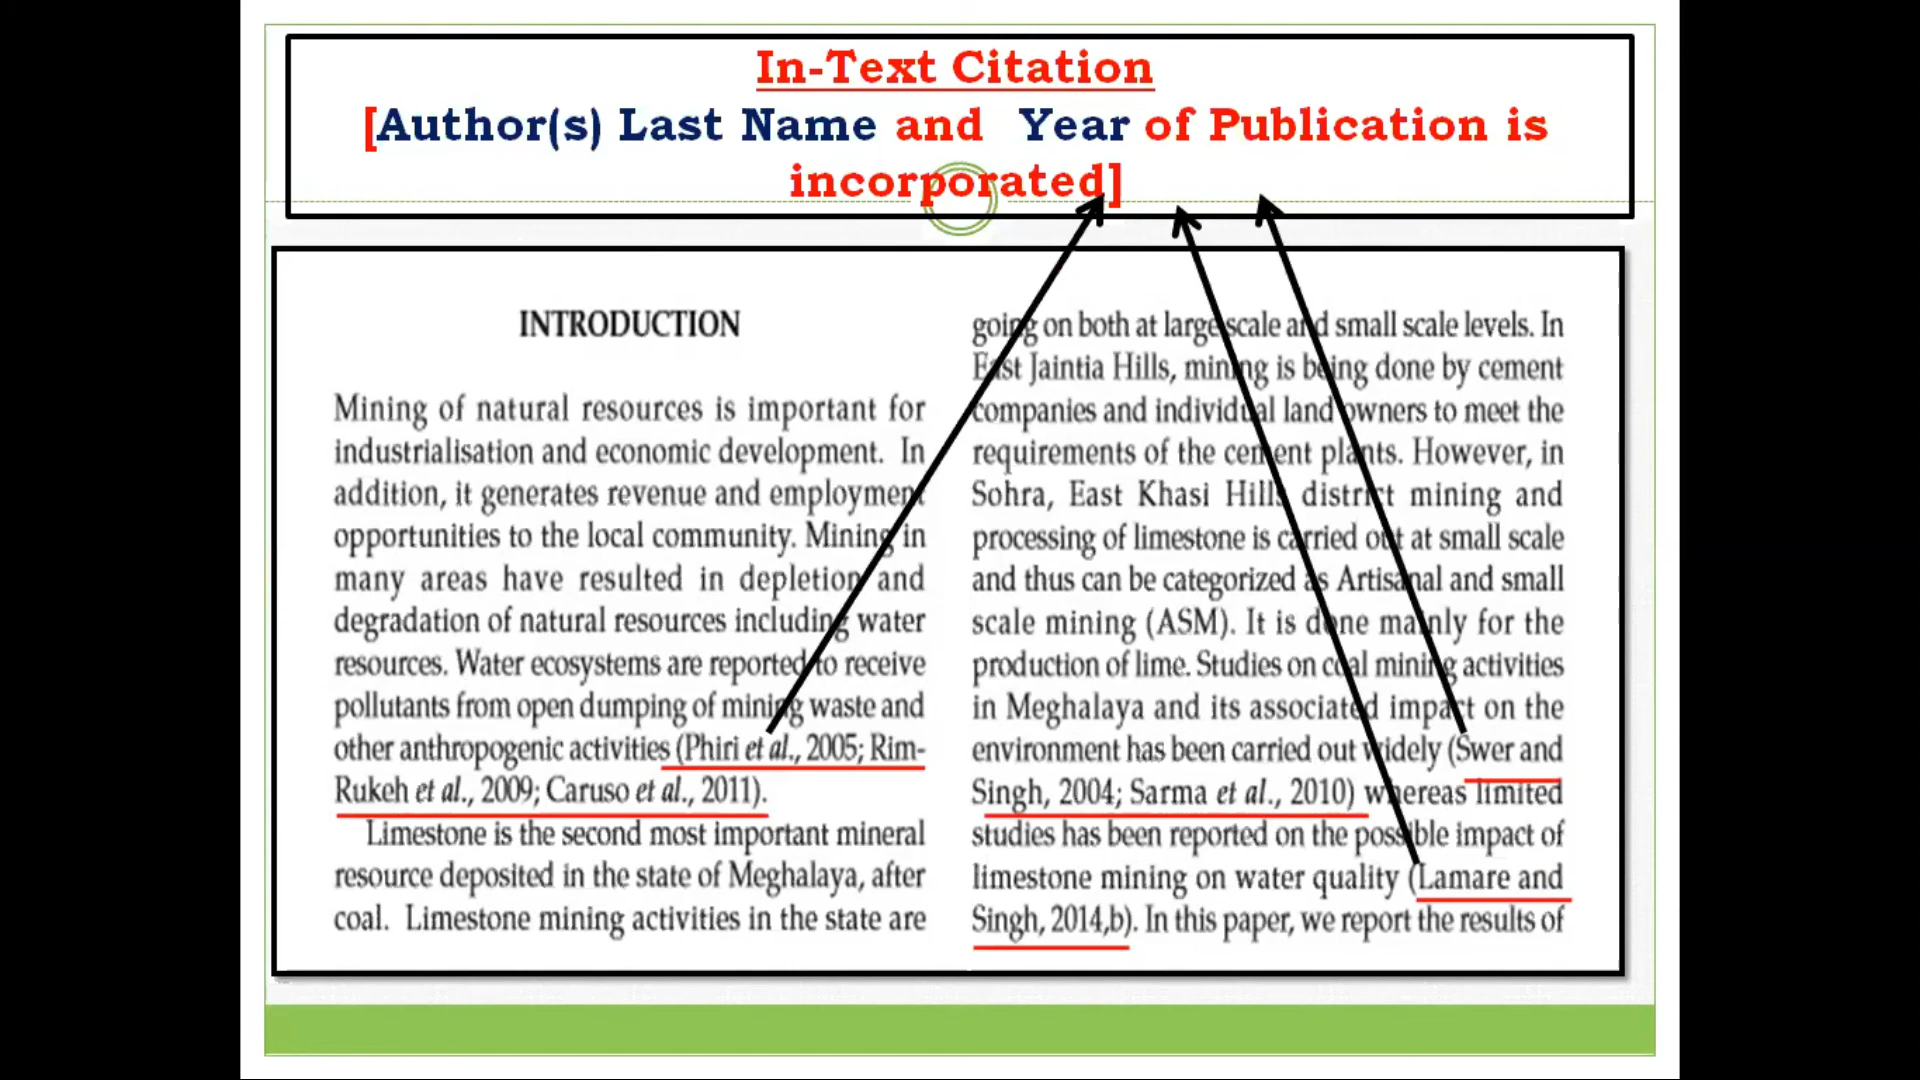 In-Text Citation
[Author(s) Last Name and Year of Publication is
incorporated]
INTRODUCTION
Mining of natural resources is important for
industrialisation and economic development. In
addition, it generates revenue and employment
opportunities to the local community. Mining in
many areas have resulted in depletion and
degradation of natural resources including water
resources. Water ecosystems are reported to receive
pollutants from open dumping of mining waste and
other anthropogenic activities (Phiri et al., 2005; Rim-
Rukeh et al., 2009; Caruso et al., 2011).
Limestone is the second most important mineral
resource deposited in the state of Meghalaya, after
coal. Limestone mining activities in the state are
going on both at large scale and small scale levels. In
East Jaintia Hills, mining is being done by cement
companies and individual land owners to meet the
requirements of the cement plants. However, in
Sohra, East Khasi Hills district mining and
processing of limestone is carried out at small scale
and thus can be categorized as Artisanal and small
scale mining (ASM). It is done mainly for the
production of lime. Studies on coal mining activities
in Meghalaya and its associated impact on the
environment has been carried out widely (Swer and
Singh, 2004; Sarma et al., 2010) whereas limited
studies has been reported on the possible impact of
limestone mining on water quality (Lamare and
Singh, 2014,b). In this paper, we report the results of